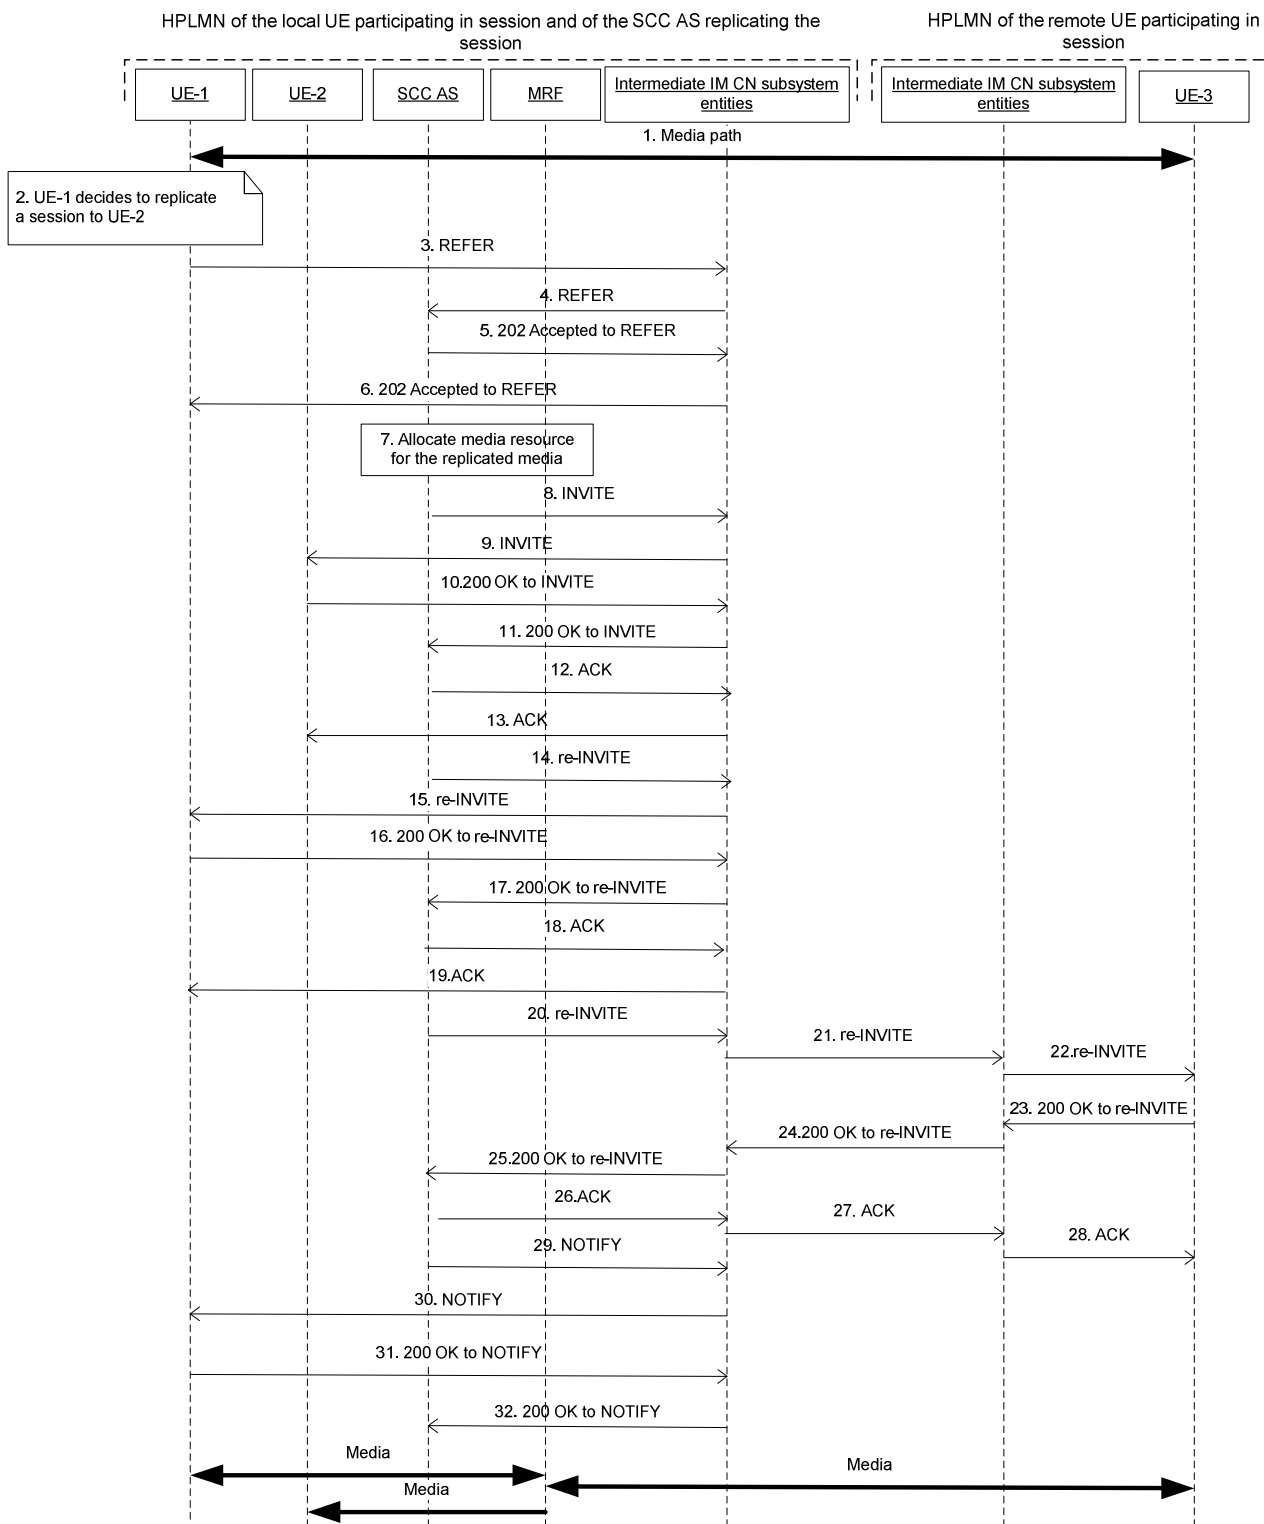 HPLMN of the local UE participating in session and of the SCC AS replicating the
session
HPLMN of the remote UE participating in
session
UE-1
UE-2
SCC AS
MRF
Intermediate IM CN subsystem
entities
Intermediate IM CN subsystem
entities
UE-3
1. Media path
2. UE-1 decides to replicate
a session to UE-2
3. REFER
4. REFER
5. 202 Accepted to REFER
6. 202 Accepted to REFER
7. Allocate media resource
for the replicated media
8. INVITE
9. INVITE
10.200 OK to INVITE
11. 200 OK to INVITE
12. ACK
13. ACK
14. re-INVITE
15. re-INVITE
16. 200 OK to re-INVITE
17. 200 OK to re-INVITE
18. ACK
19.ACK
20. re-INVITE
21. re-INVITE
22.re-INVITE
23. 200 OK to re-INVITE
24.200 OK to re-INVITE
25.200 OK to re-INVITE
26.ACK
27. ACK
28. ACK
29. NOTIFY
30. NOTIFY
31. 200 OK to NOTIFY
32. 200 OK to NOTIFY
Media
Media
Media